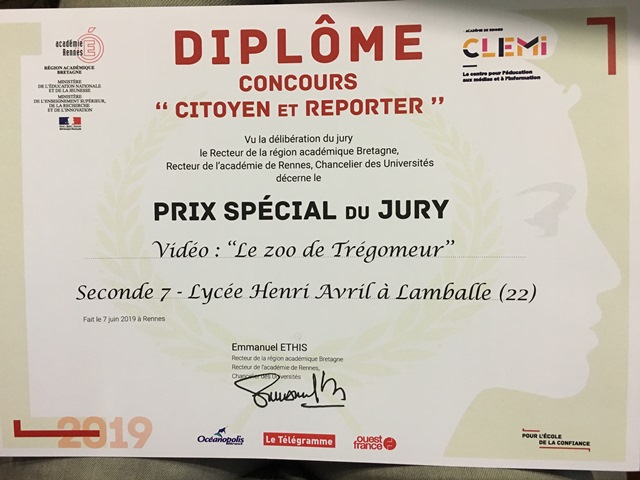 DIPLÔME
CONCOURS
“ CITOYEN ET REPORTER ”
académie
Rennes
RÉGION ACADÉMIQUE
BRETAGNE
MINISTÈRE
DE L'ÉDUCATION NATIONALE
ET DE LA JEUNESSE
MINISTÈRE
DE L'ENSEIGNEMENT SUPÉRIEUR,
DE LA RECHERCHE
ET DE L'INNOVATION
ACADÉMIE DE RENNES
CLEMI
Le centre pour l'éducation
aux médias et à l'information
Vu la délibération du jury
le Recteur de la région académique Bretagne,
Recteur de l'académie de Rennes, Chancelier des Universités
décerne le
PRIX SPÉCIAL DU JURY
Vidéo : “Le zoo de Trégomeur”
Seconde 7 - Lycée Henri Avril à Lamballe (22)
Fait le 7 juin 2019 à Rennes
Emmanuel ETHIS
Recteur de la région académique Bretagne
Recteur de l'académie de Rennes,
Chancelier des Universités
2019
Océanopolis
Le Télégramme
ouest
france
POUR L'ÉCOLE
DE LA CONFIANCE